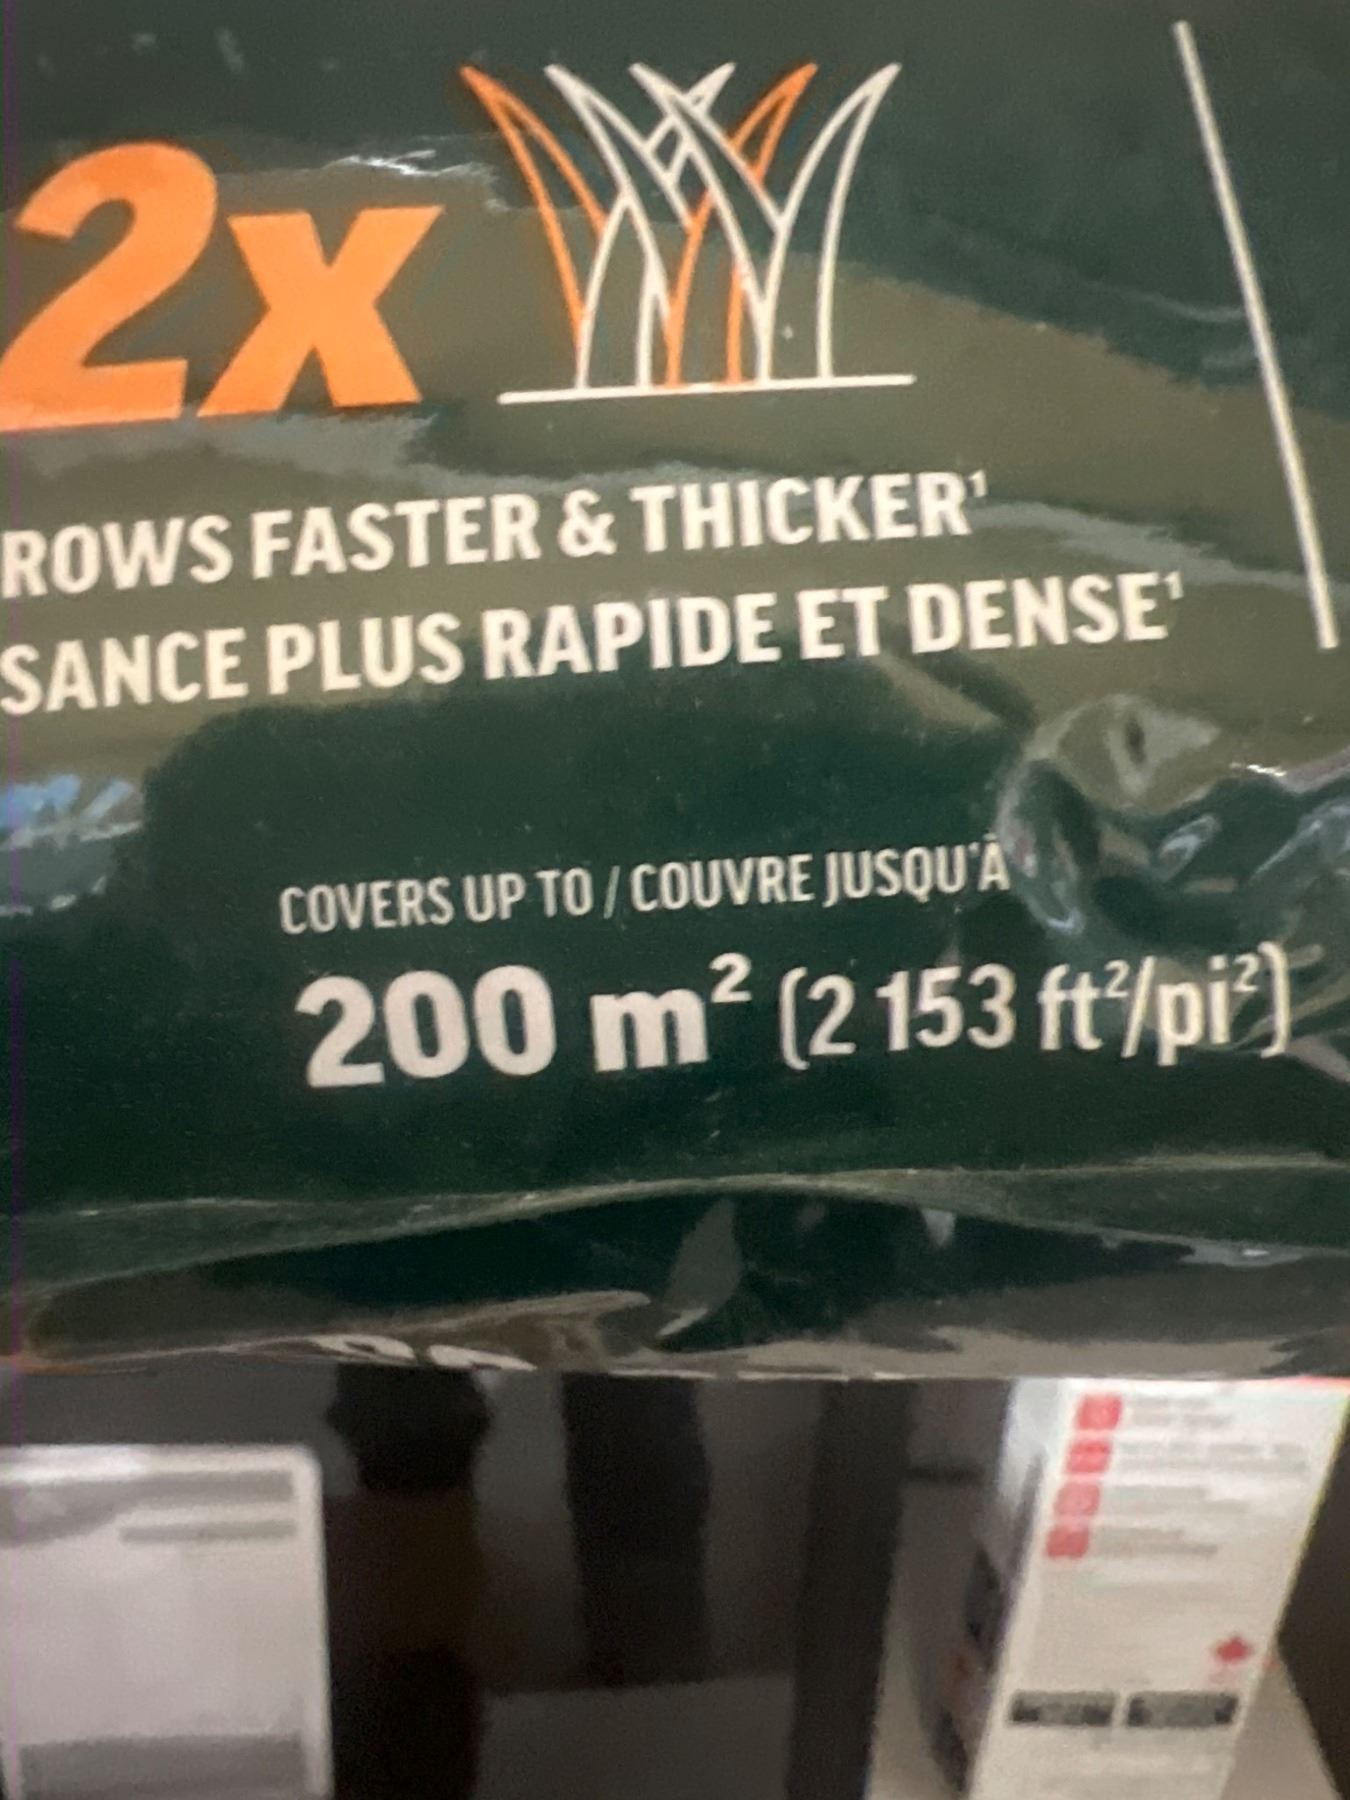 2x
ROWS FASTER & THICKER¹
SANCE PLUS RAPIDE ET DENSE¹
COVERS UP TO / COUVRE JUSQU'À
200 m² (2 153 ft²/pi²)